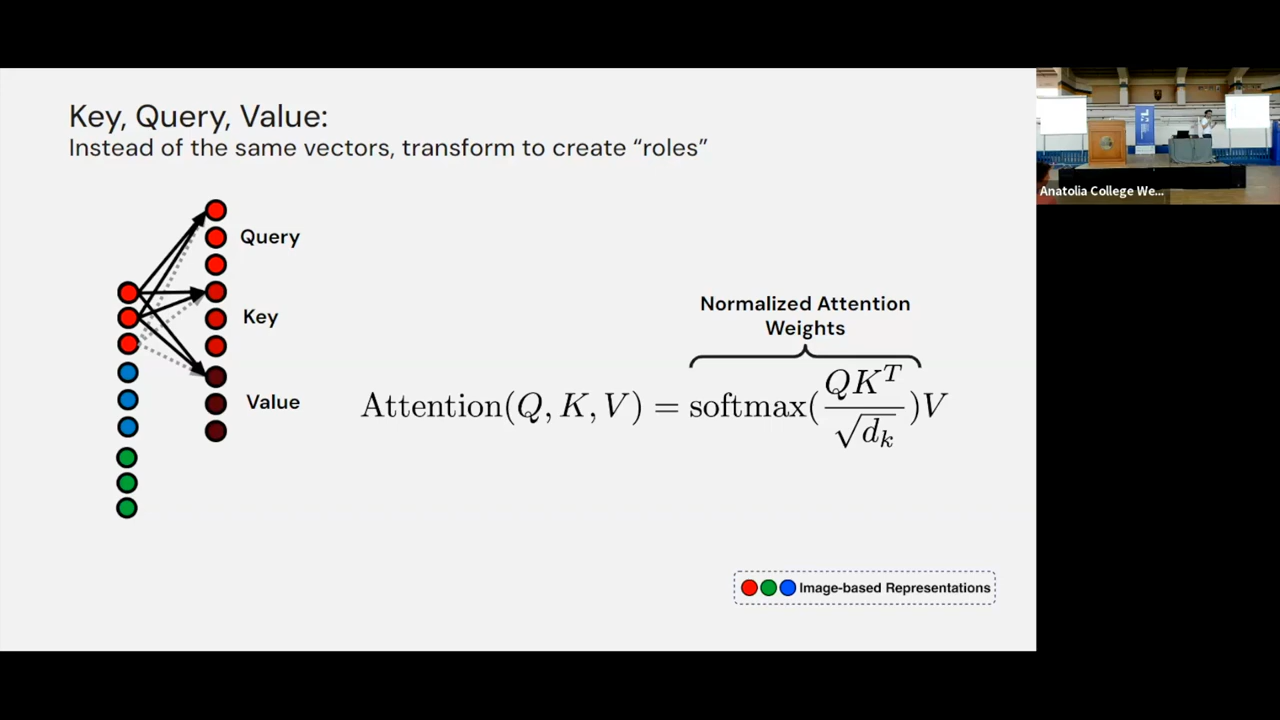 Key, Query, Value:
Instead of the same vectors, transform to create “roles”
Query
Key
Value
Normalized Attention
Weights
Attention(Q, K, V) = softmax(QK^T / √d_k)V
Image-based Representations
Anatolia College We...